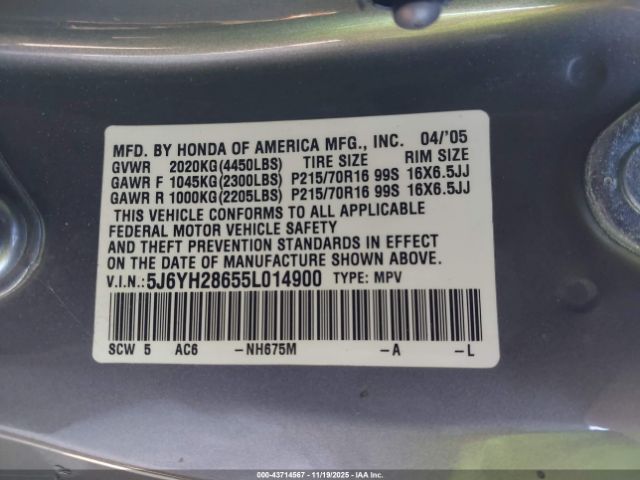 MFD. BY HONDA OF AMERICA MFG., INC. 04/'05
GVWR 2020KG(4450LBS) TIRE SIZE RIM SIZE
GAWR F 1045KG(2300LBS) P215/70R16 99S 16X6.5JJ
GAWR R 1000KG(2205LBS) P215/70R16 99S 16X6.5JJ
THIS VEHICLE CONFORMS TO ALL APPLICABLE
FEDERAL MOTOR VEHICLE SAFETY
AND THEFT PREVENTION STANDARDS IN EFFECT
ON THE DATE OF MANUFACTURE SHOWN ABOVE.
V.I.N.:5J6YH28655L014900 TYPE: MPV
SCW 5 AC6 -NH675M -A -L
000- 43714567 - 11/19/2025 - IAA Inc.